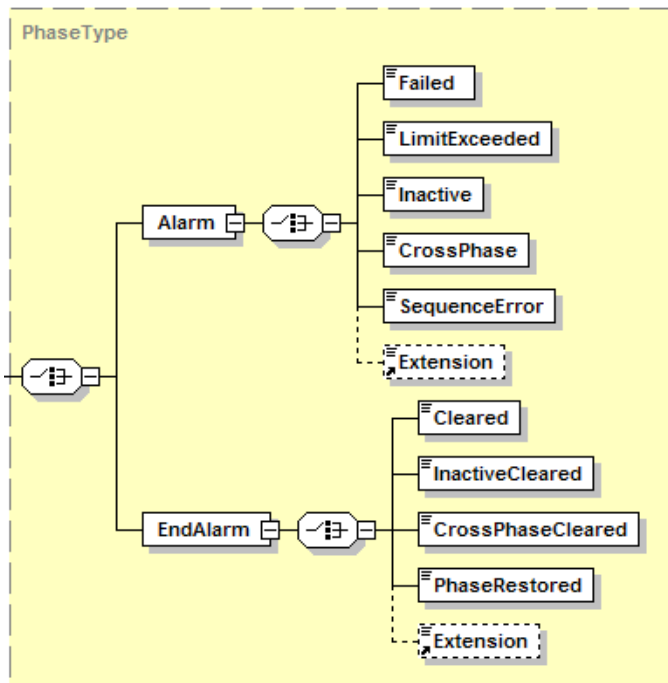 PhaseType
Failed
LimitExceeded
Inactive
Alarm
CrossPhase
SequenceError
Extension
Cleared
InactiveCleared
EndAlarm
CrossPhaseCleared
PhaseRestored
Extension